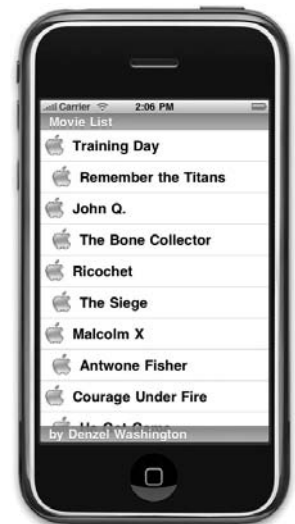 Carrier 2:06 PM
Movie List
Training Day
Remember the Titans
John Q.
The Bone Collector
Ricochet
The Siege
Malcolm X
Antwone Fisher
Courage Under Fire
by Denzel Washington